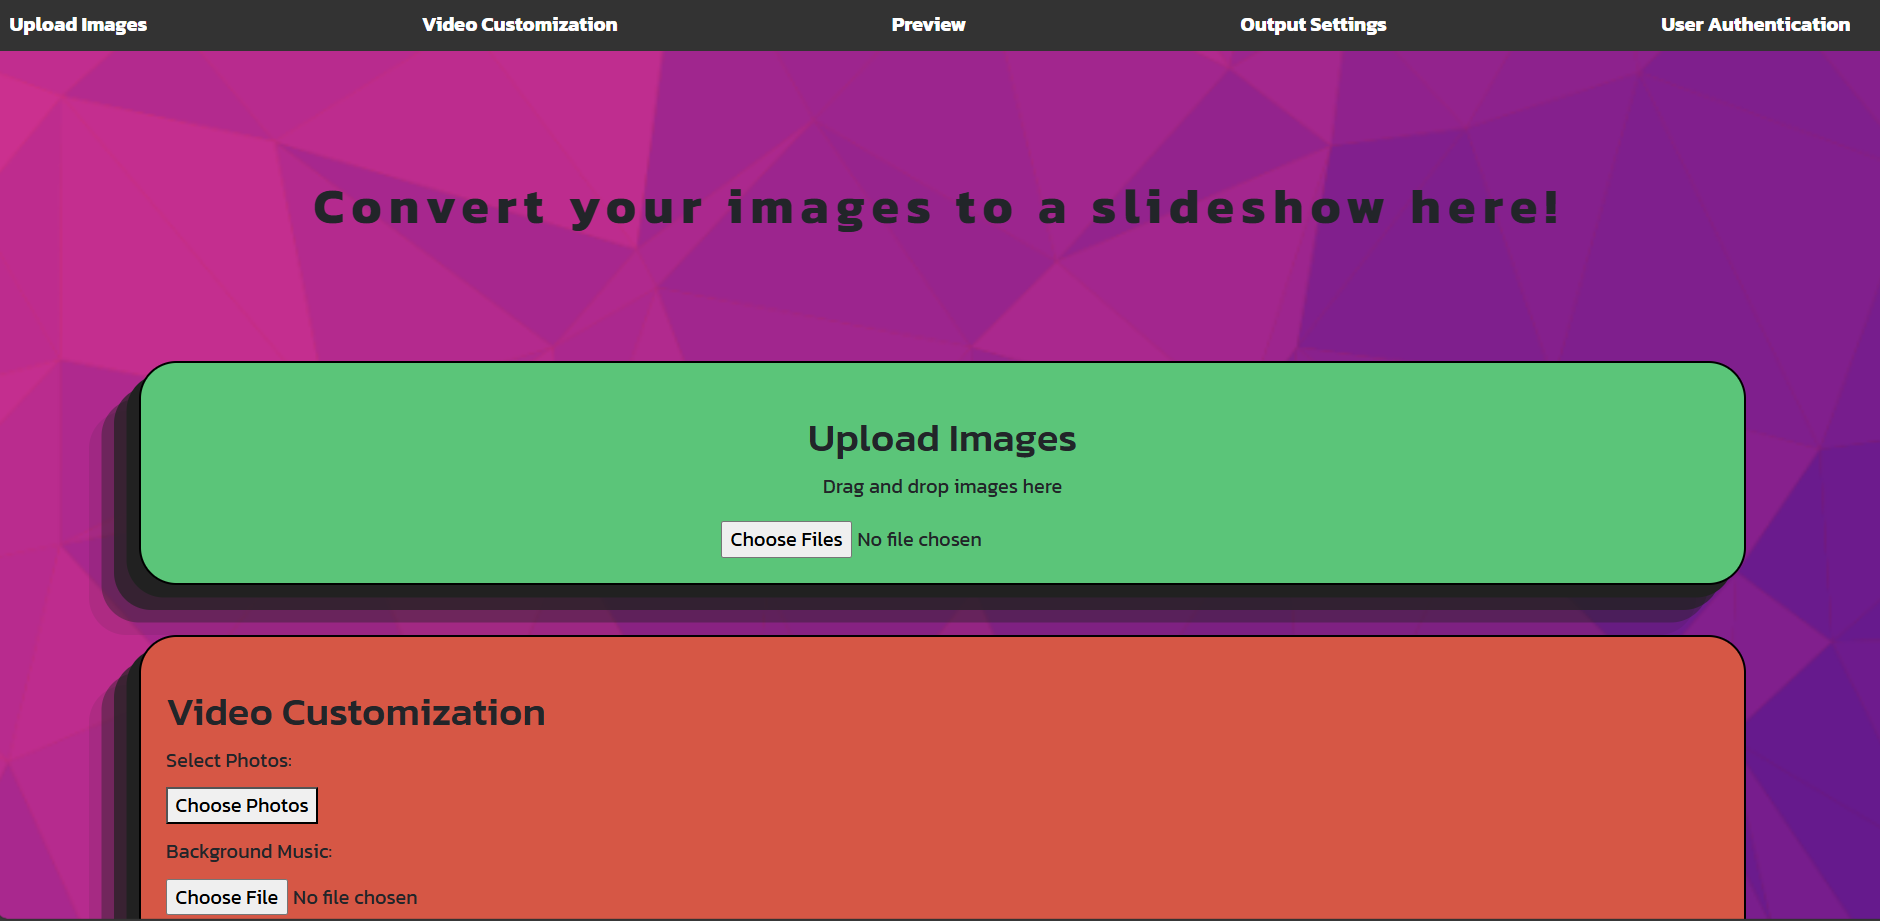 Upload Images Video Customization Preview Output Settings User Authentication
Convert your images to a slideshow here!
Upload Images
Drag and drop images here
Choose Files No file chosen
Video Customization
Select Photos:
Choose Photos
Background Music:
Choose File No file chosen